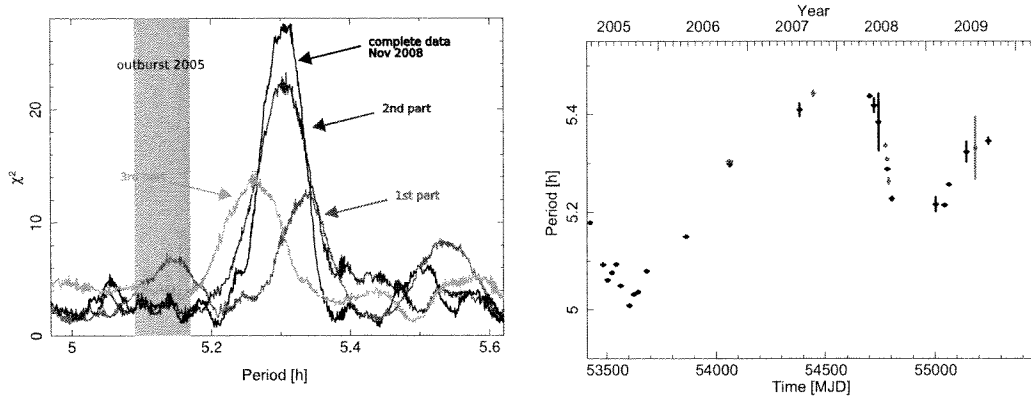 outburst 2005
complete data
Nov 2008
2nd part
3rd part
1st part
χ²
0
10
20
5
5.2
5.4
5.6
Period [h]
Year
2005
2006
2007
2008
2009
Period [h]
5.4
5.2
5
53500
54000
54500
55000
Time [MJD]